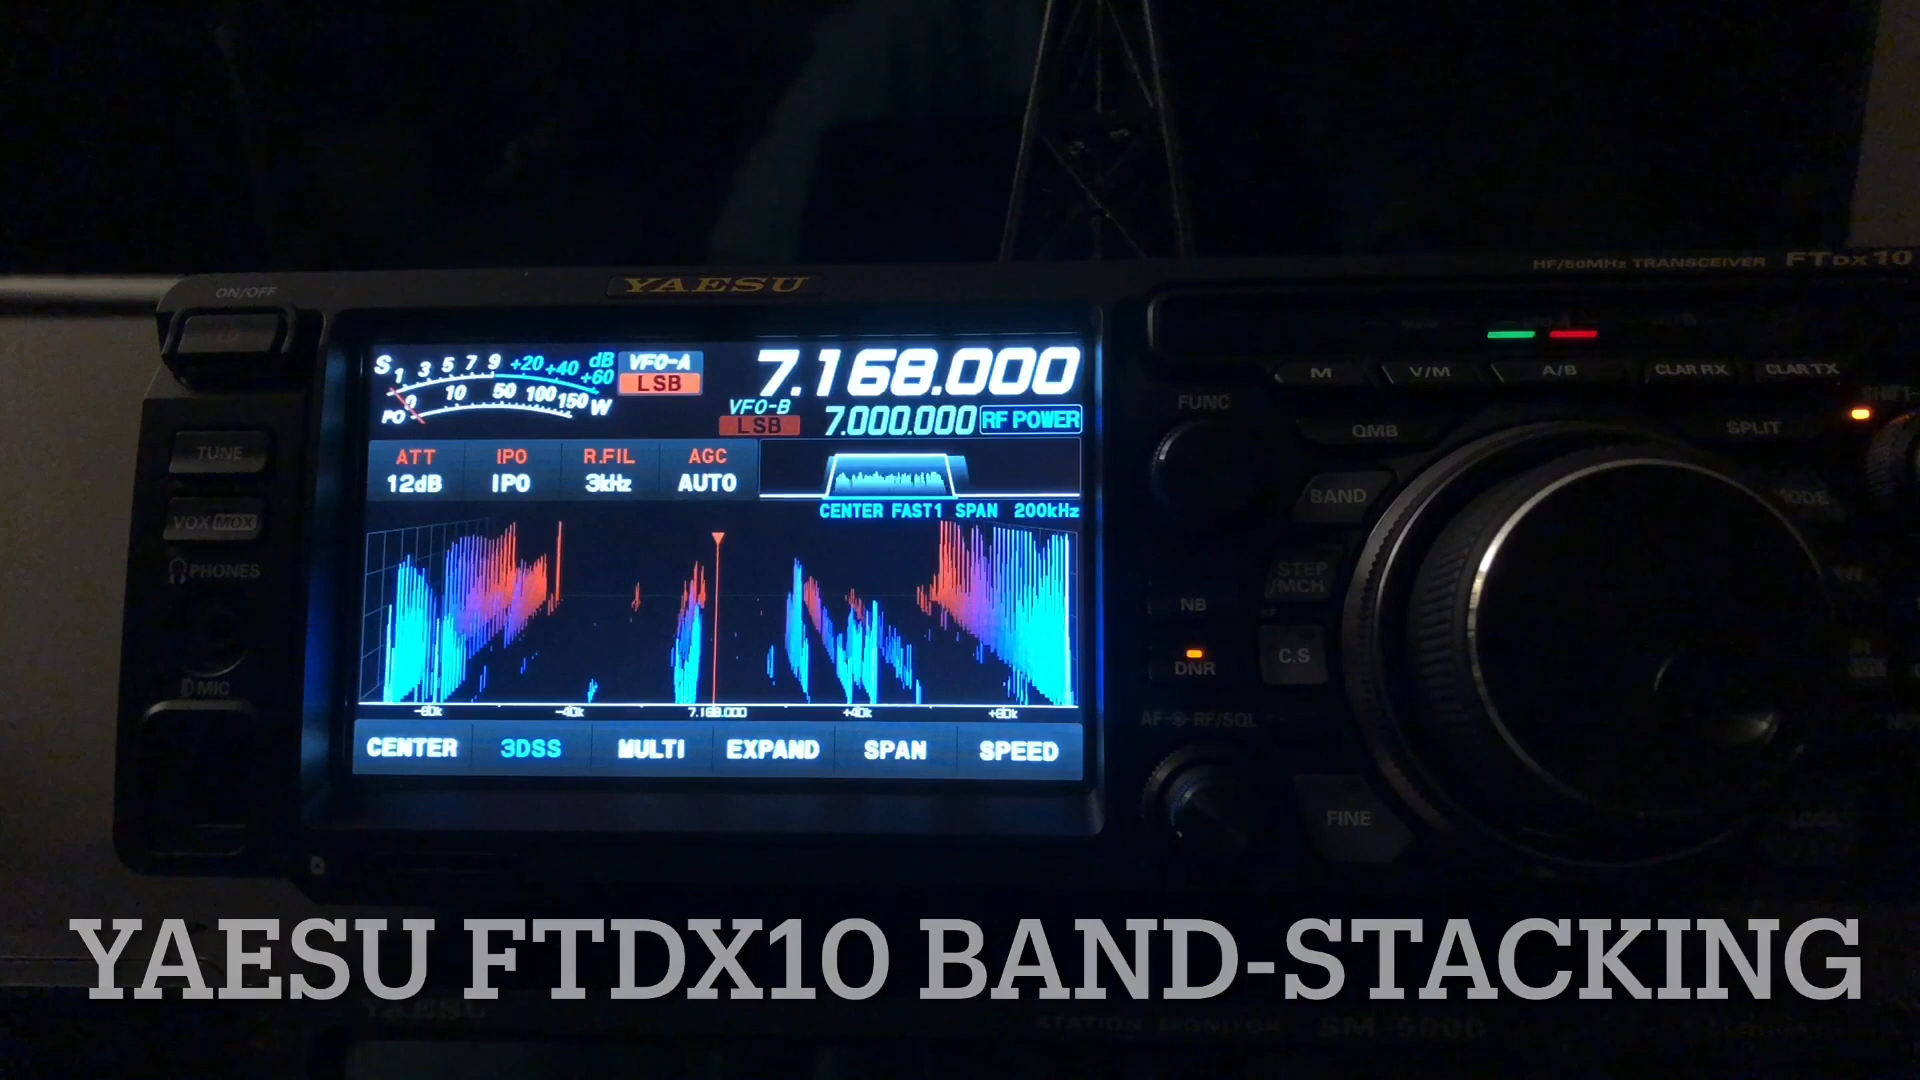 HF/50MHz TRANSCEIVER FTDX10
YAESU
ON/OFF
S 1 3 5 7 9 +20 +40 +60 dB
PO 0 10 50 100 150 W
VFO-A
LSB
7.168.000
VFO-B
LSB
7.000.000
RF POWER
ATT IPO R.FIL AGC
12dB IPO 3kHz AUTO
CENTER FAST1 SPAN 200kHz
7.168.000 +40k
CENTER 3DSS MULTI EXPAND SPAN SPEED
TUNE
VOX MOX
PHONES
MIC
M V/M A/B CLAR RX CLAR TX
FUNC
QMB SPLIT
BAND MODE
STEP
/MCH
NB
DNR
C.S
AF RF/SQL
FINE
YAESU FTDX10 BAND-STACKING
YAESU
STATION MONITOR